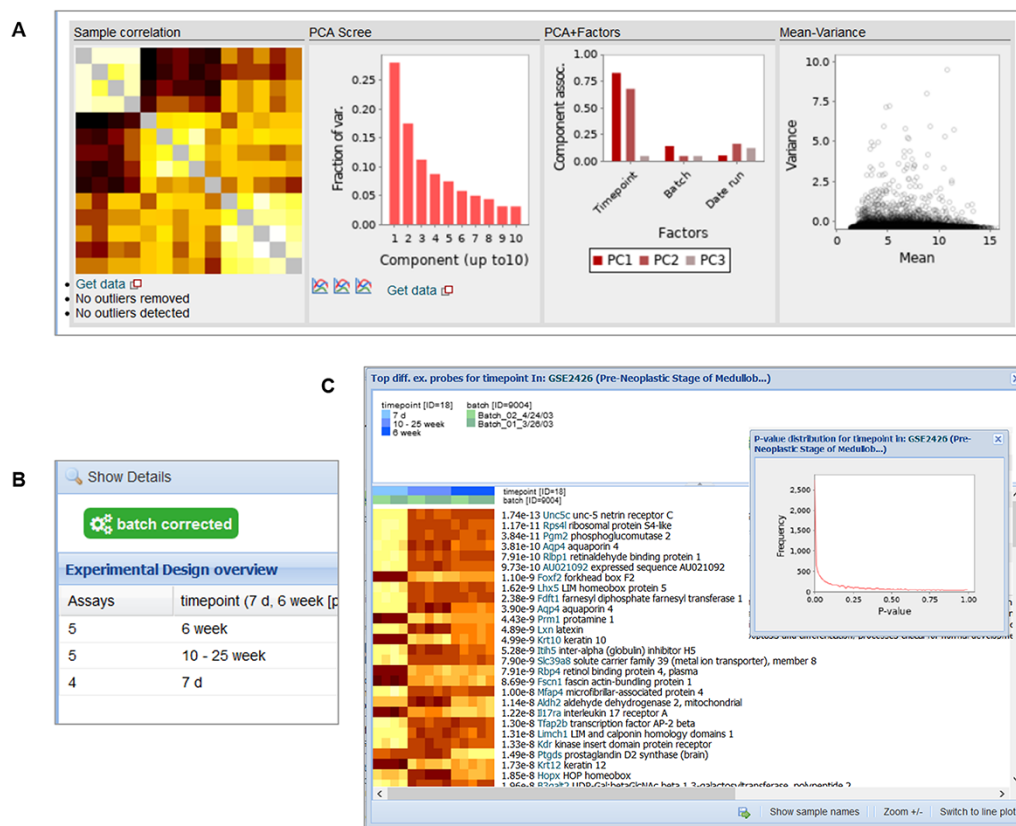 A
Sample correlation
Get data
No outliers removed
No outliers detected
PCA Scree
Fraction of var.
0.25
0.20
0.15
0.10
0.05
0.00
1 2 3 4 5 6 7 8 9 10
Component (up to10)
Get data
PCA+Factors
Component assoc.
1.00
0.75
0.50
0.25
0.00
Timepoint
Batch
Date run
Factors
PC1 PC2 PC3
Mean-Variance
Variance
10.0
7.5
5.0
2.5
0.0
0 5 10 15
Mean
B
Show Details
batch corrected
Experimental Design overview
Assays timepoint (7 d, 6 week [p
5 6 week
5 10 - 25 week
4 7 d
C
Top diff. ex. probes for timepoint In: GSE2426 (Pre-Neoplastic Stage of Medullob...)
timepoint [ID=18]
7 d
10 - 25 week
6 week
batch [ID=9004]
Batch_02_4/24/03
Batch_01_3/26/03
timepoint [ID=18]
batch [ID=9004]
1.74e-13 Unc5c unc-5 netrin receptor C
1.17e-11 Rps4l ribosomal protein S4-like
3.84e-11 Pgm2 phosphoglucomutase 2
3.81e-10 Aqp4 aquaporin 4
7.91e-10 Rlbp1 retinaldehyde binding protein 1
9.73e-10 AU021092 expressed sequence AU021092
1.10e-9 Foxf2 forkhead box F2
1.62e-9 Lhx5 LIM homeobox protein 5
2.38e-9 Fdft1 farnesyl diphosphate farnesyl transferase 1
3.90e-9 Aqp4 aquaporin 4
4.43e-9 Prm1 protamine 1
4.89e-9 Lxn latexin
4.99e-9 Krt10 keratin 10
5.28e-9 Itih5 inter-alpha (globulin) inhibitor H5
7.90e-9 Slc39a8 solute carrier family 39 (metal ion transporter), member 8
7.91e-9 Rbp4 retinol binding protein 4, plasma
8.69e-9 Fscn1 fascin actin-bundling protein 1
1.00e-8 Mfap4 microfibrillar-associated protein 4
1.14e-8 Aldh2 aldehyde dehydrogenase 2, mitochondrial
1.22e-8 Il17ra interleukin 17 receptor A
1.30e-8 Tfap2b transcription factor AP-2 beta
1.31e-8 Limch1 LIM and calponin homology domains 1
1.33e-8 Kdr kinase insert domain protein receptor
1.49e-8 Ptgds prostaglandin D2 synthase (brain)
1.73e-8 Krt12 keratin 12
1.85e-8 Hopx HOP homeobox
1.96e-8 B3galt2 UDP-Gal:betaGlcNAc beta 1,3-galactosyltransferase, polypeptide 2
P-value distribution for timepoint in: GSE2426 (Pre-
Neoplastic Stage of Medullob...)
Frequency
2,500
2,000
1,500
1,000
500
0
0.00 0.25 0.50 0.75 1.00
P-value
Show sample names Zoom +/- Switch to line plot